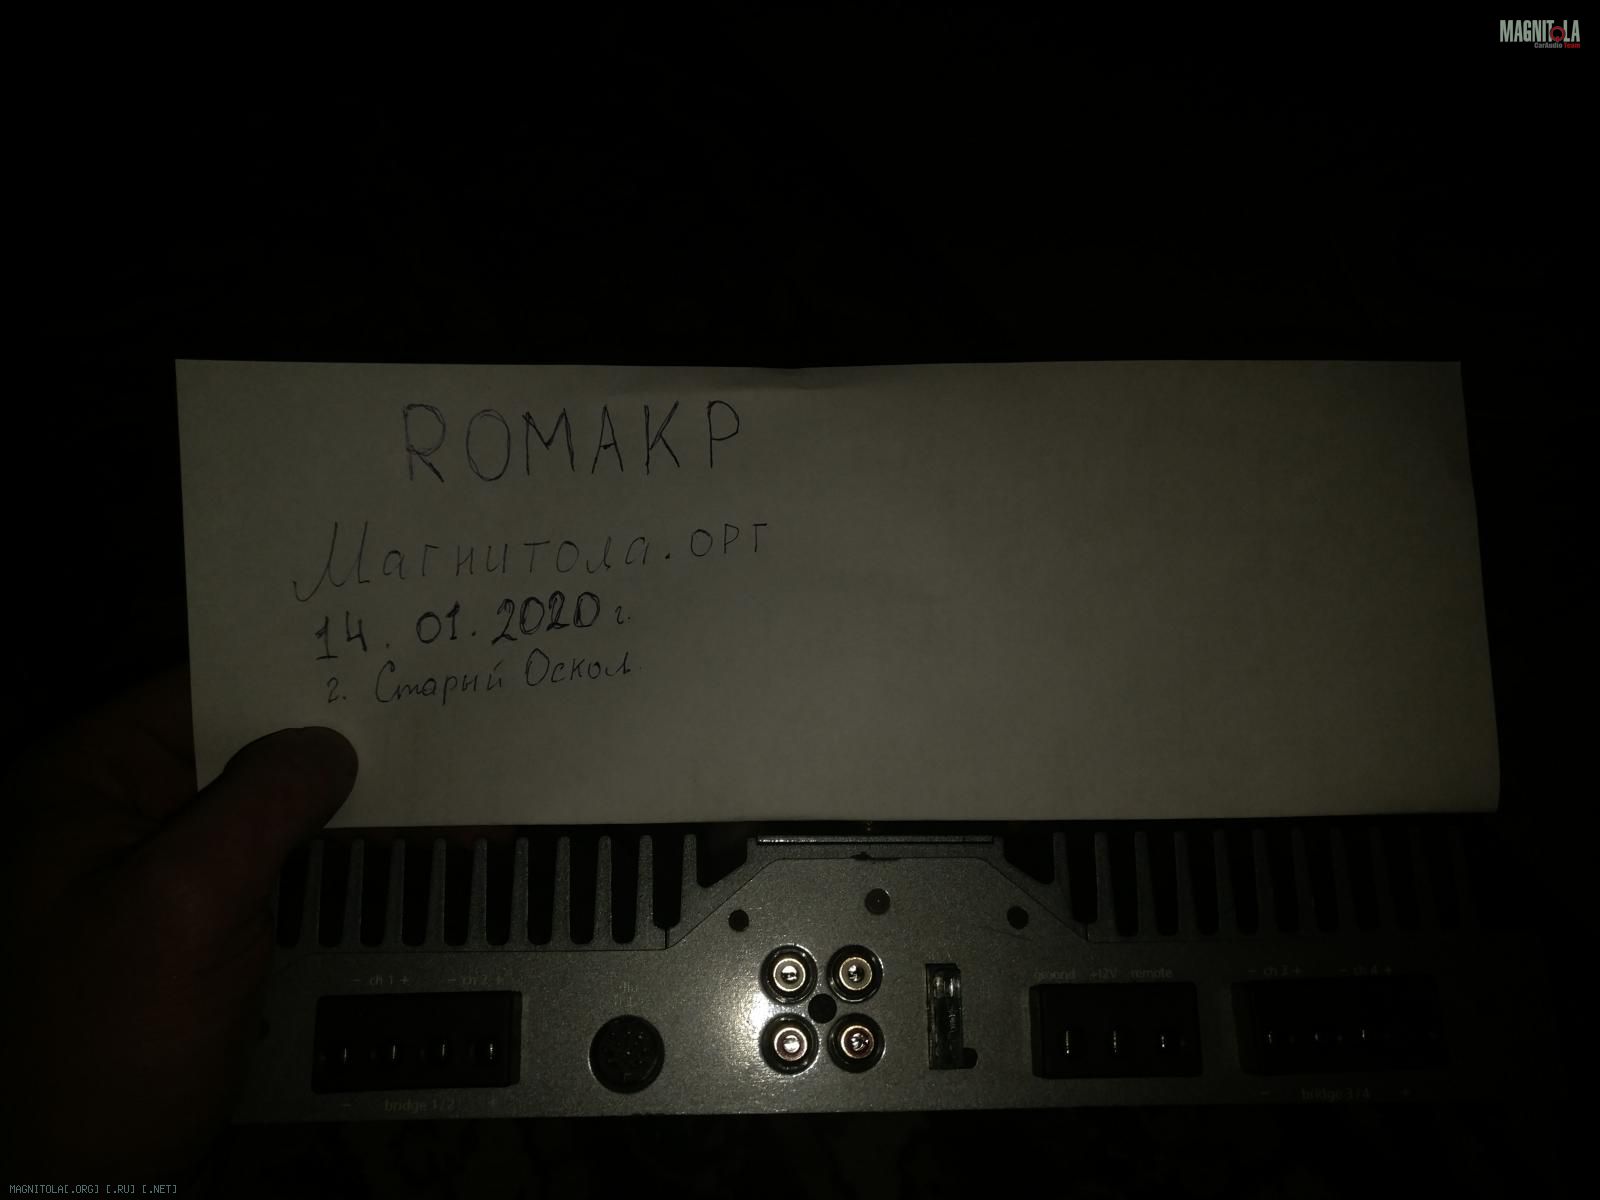 MAGNITOLA
CarAudio Team
ROMAKP
Магнитола.орг
14.01.2020 г.
г. Старый Оскол.
- ch 1 + - ch 2 +
ground +12V remote
- ch 3 + - ch 4 +
- bridge 1/2 +
- bridge 3/4 +
MAGNITOLA[.ORG] [.RU] [.NET]